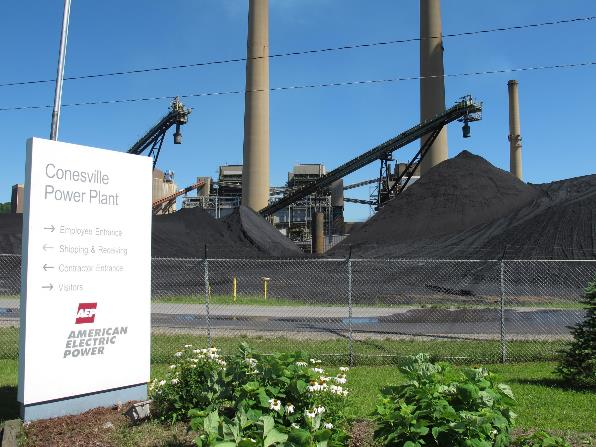 Conesville
Power Plant
→ Employee Entrance
← Shipping & Receiving
← Contractor Entrance
→ Visitors
AEP
AMERICAN
ELECTRIC
POWER